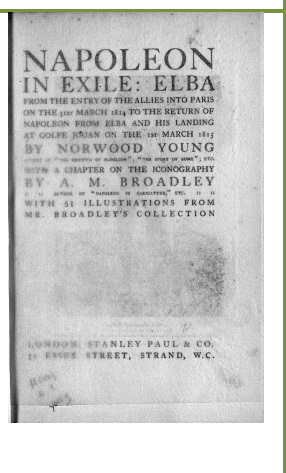 NAPOLEON
IN EXILE: ELBA
FROM THE ENTRY OF THE ALLIES INTO PARIS
ON THE 31ST MARCH 1814 TO THE RETURN OF
NAPOLEON FROM ELBA AND HIS LANDING
AT GOLFE JOUAN ON THE 1ST MARCH 1815
BY NORWOOD YOUNG
AUTHOR OF "THE GROWTH OF NAPOLEON", "THE STORY OF ROME", ETC.
WITH A CHAPTER ON THE ICONOGRAPHY
BY A. M. BROADLEY
AUTHOR OF "NAPOLEON IN CARICATURE," ETC.
WITH 51 ILLUSTRATIONS FROM
MR. BROADLEY'S COLLECTION
LONDON: STANLEY PAUL & CO.
31 ESSEX STREET, STRAND, W.C.